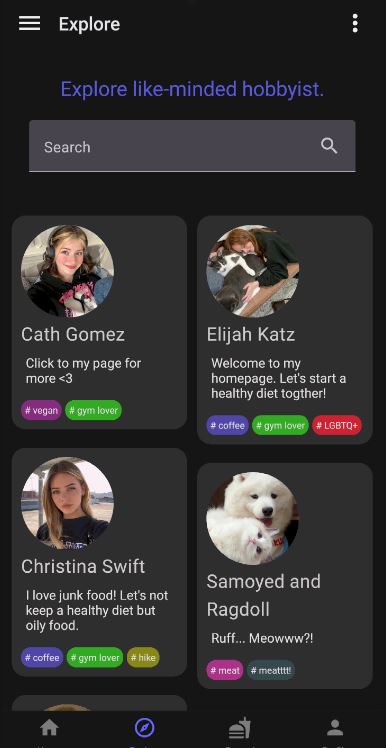 Explore
Explore like-minded hobbyist.
Search
Cath Gomez
Click to my page for
more <3
# vegan
# gym lover
Elijah Katz
Welcome to my
homepage. Let's start a
healthy diet togther!
# coffee
# gym lover
# LGBTQ+
Christina Swift
I love junk food! Let's not
keep a healthy diet but
oily food.
# coffee
# gym lover
# hike
Samoyed and
Ragdoll
Ruff... Meowww?!
# meat
# meatttt!